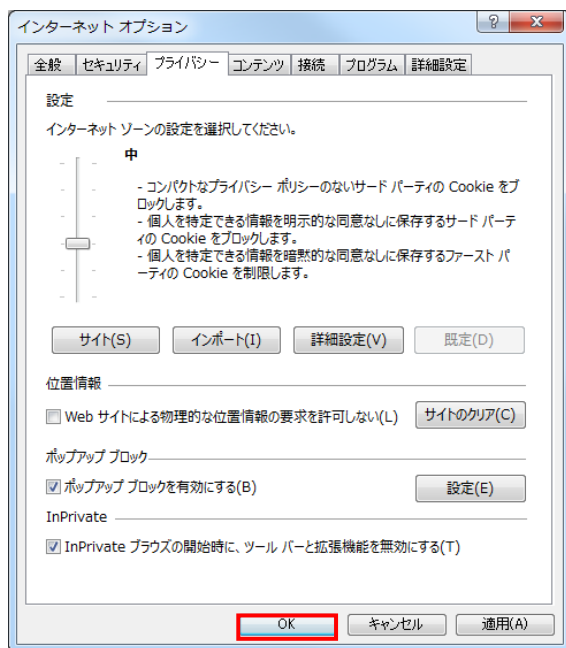 インターネット オプション
全般 セキュリティ プライバシー コンテンツ 接続 プログラム 詳細設定
設定
インターネット ゾーンの設定を選択してください。
中
- コンパクトなプライバシー ポリシーのないサード パーティの Cookie をブ
ロックします。
- 個人を特定できる情報を明示的な同意なしに保存するサード パーテ
ィの Cookie をブロックします。
- 個人を特定できる情報を暗黙的な同意なしに保存するファースト パ
ーティの Cookie を制限します。
サイト(S) インポート(I) 詳細設定(V) 既定(D)
位置情報
Web サイトによる物理的な位置情報の要求を許可しない(L) サイトのクリア(C)
ポップアップ ブロック
ポップアップ ブロックを有効にする(B) 設定(E)
InPrivate
InPrivate ブラウズの開始時に、ツール バーと拡張機能を無効にする(T)
OK キャンセル 適用(A)